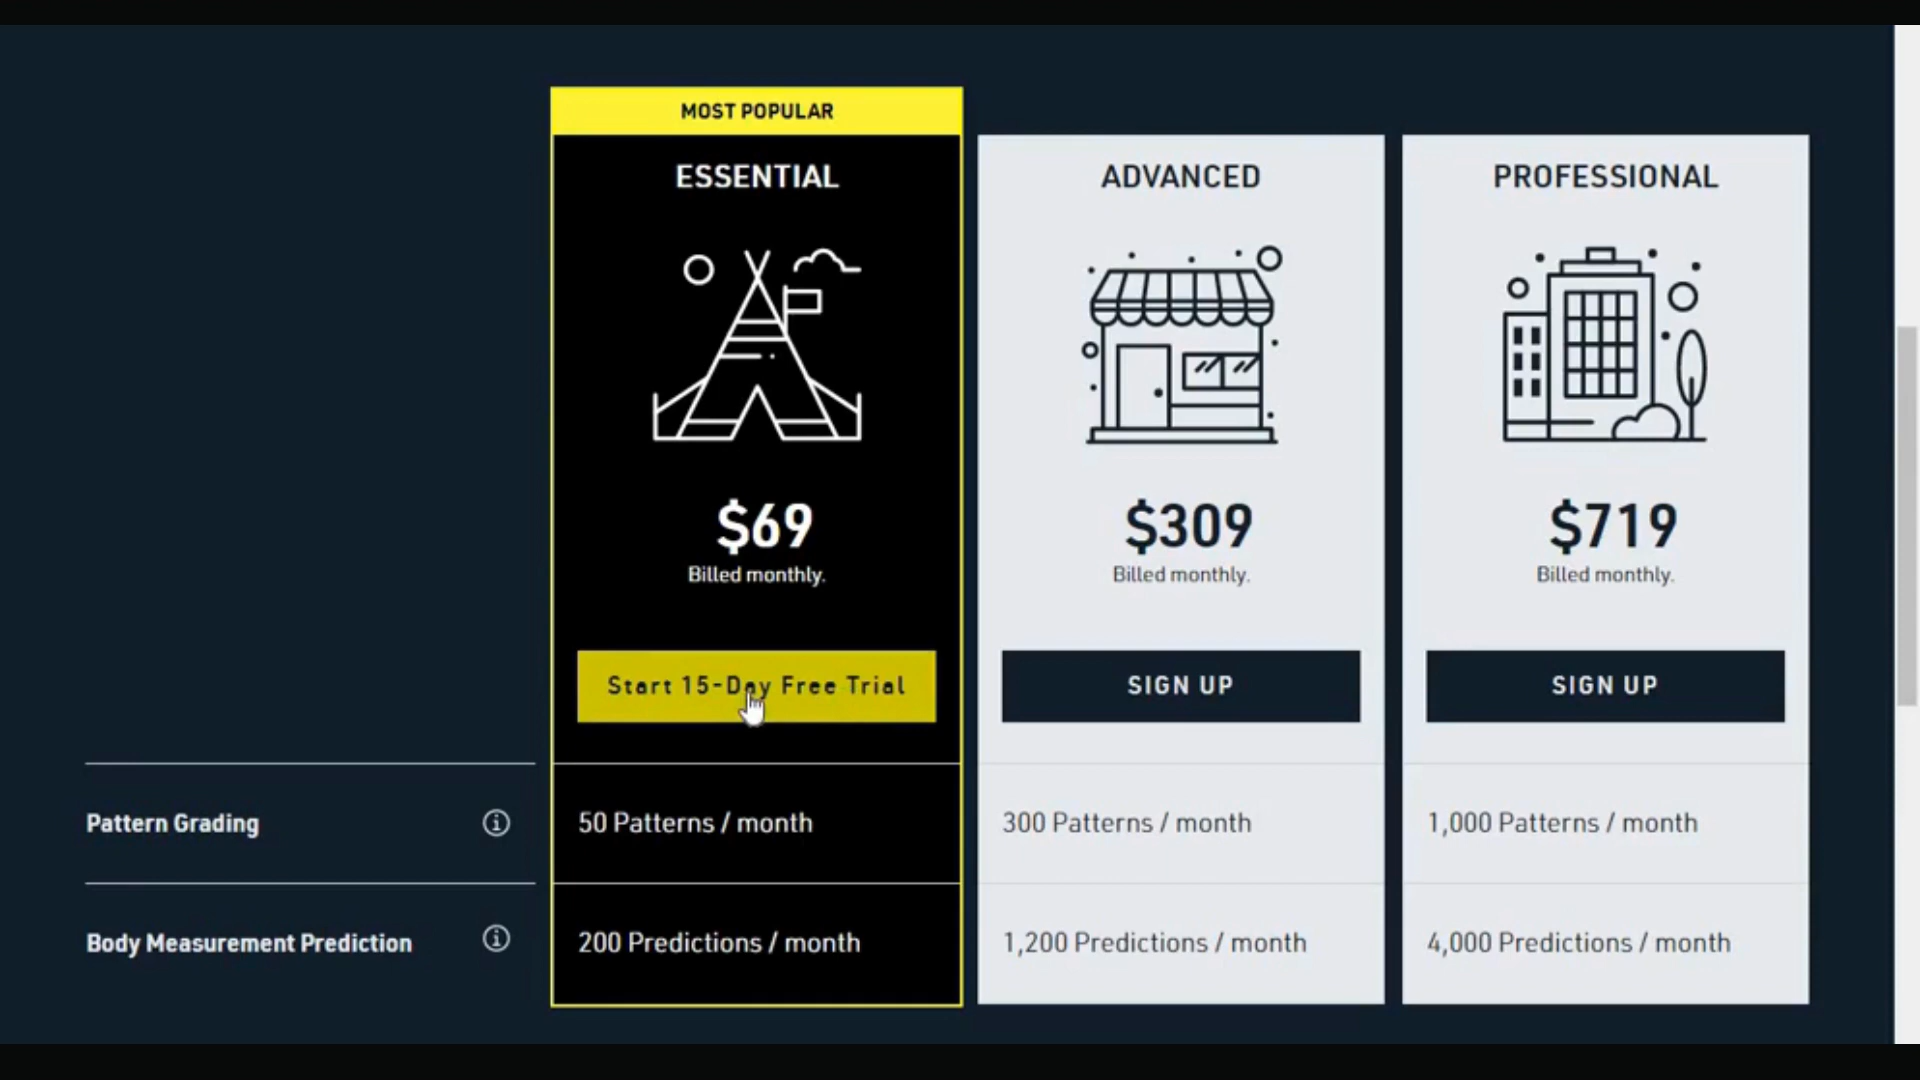 MOST POPULAR
ESSENTIAL
ADVANCED
PROFESSIONAL
$69
$309
$719
Billed monthly.
Billed monthly.
Billed monthly.
Start 15-Day Free Trial
SIGN UP
SIGN UP
Pattern Grading
50 Patterns / month
300 Patterns / month
1,000 Patterns / month
Body Measurement Prediction
200 Predictions / month
1,200 Predictions / month
4,000 Predictions / month